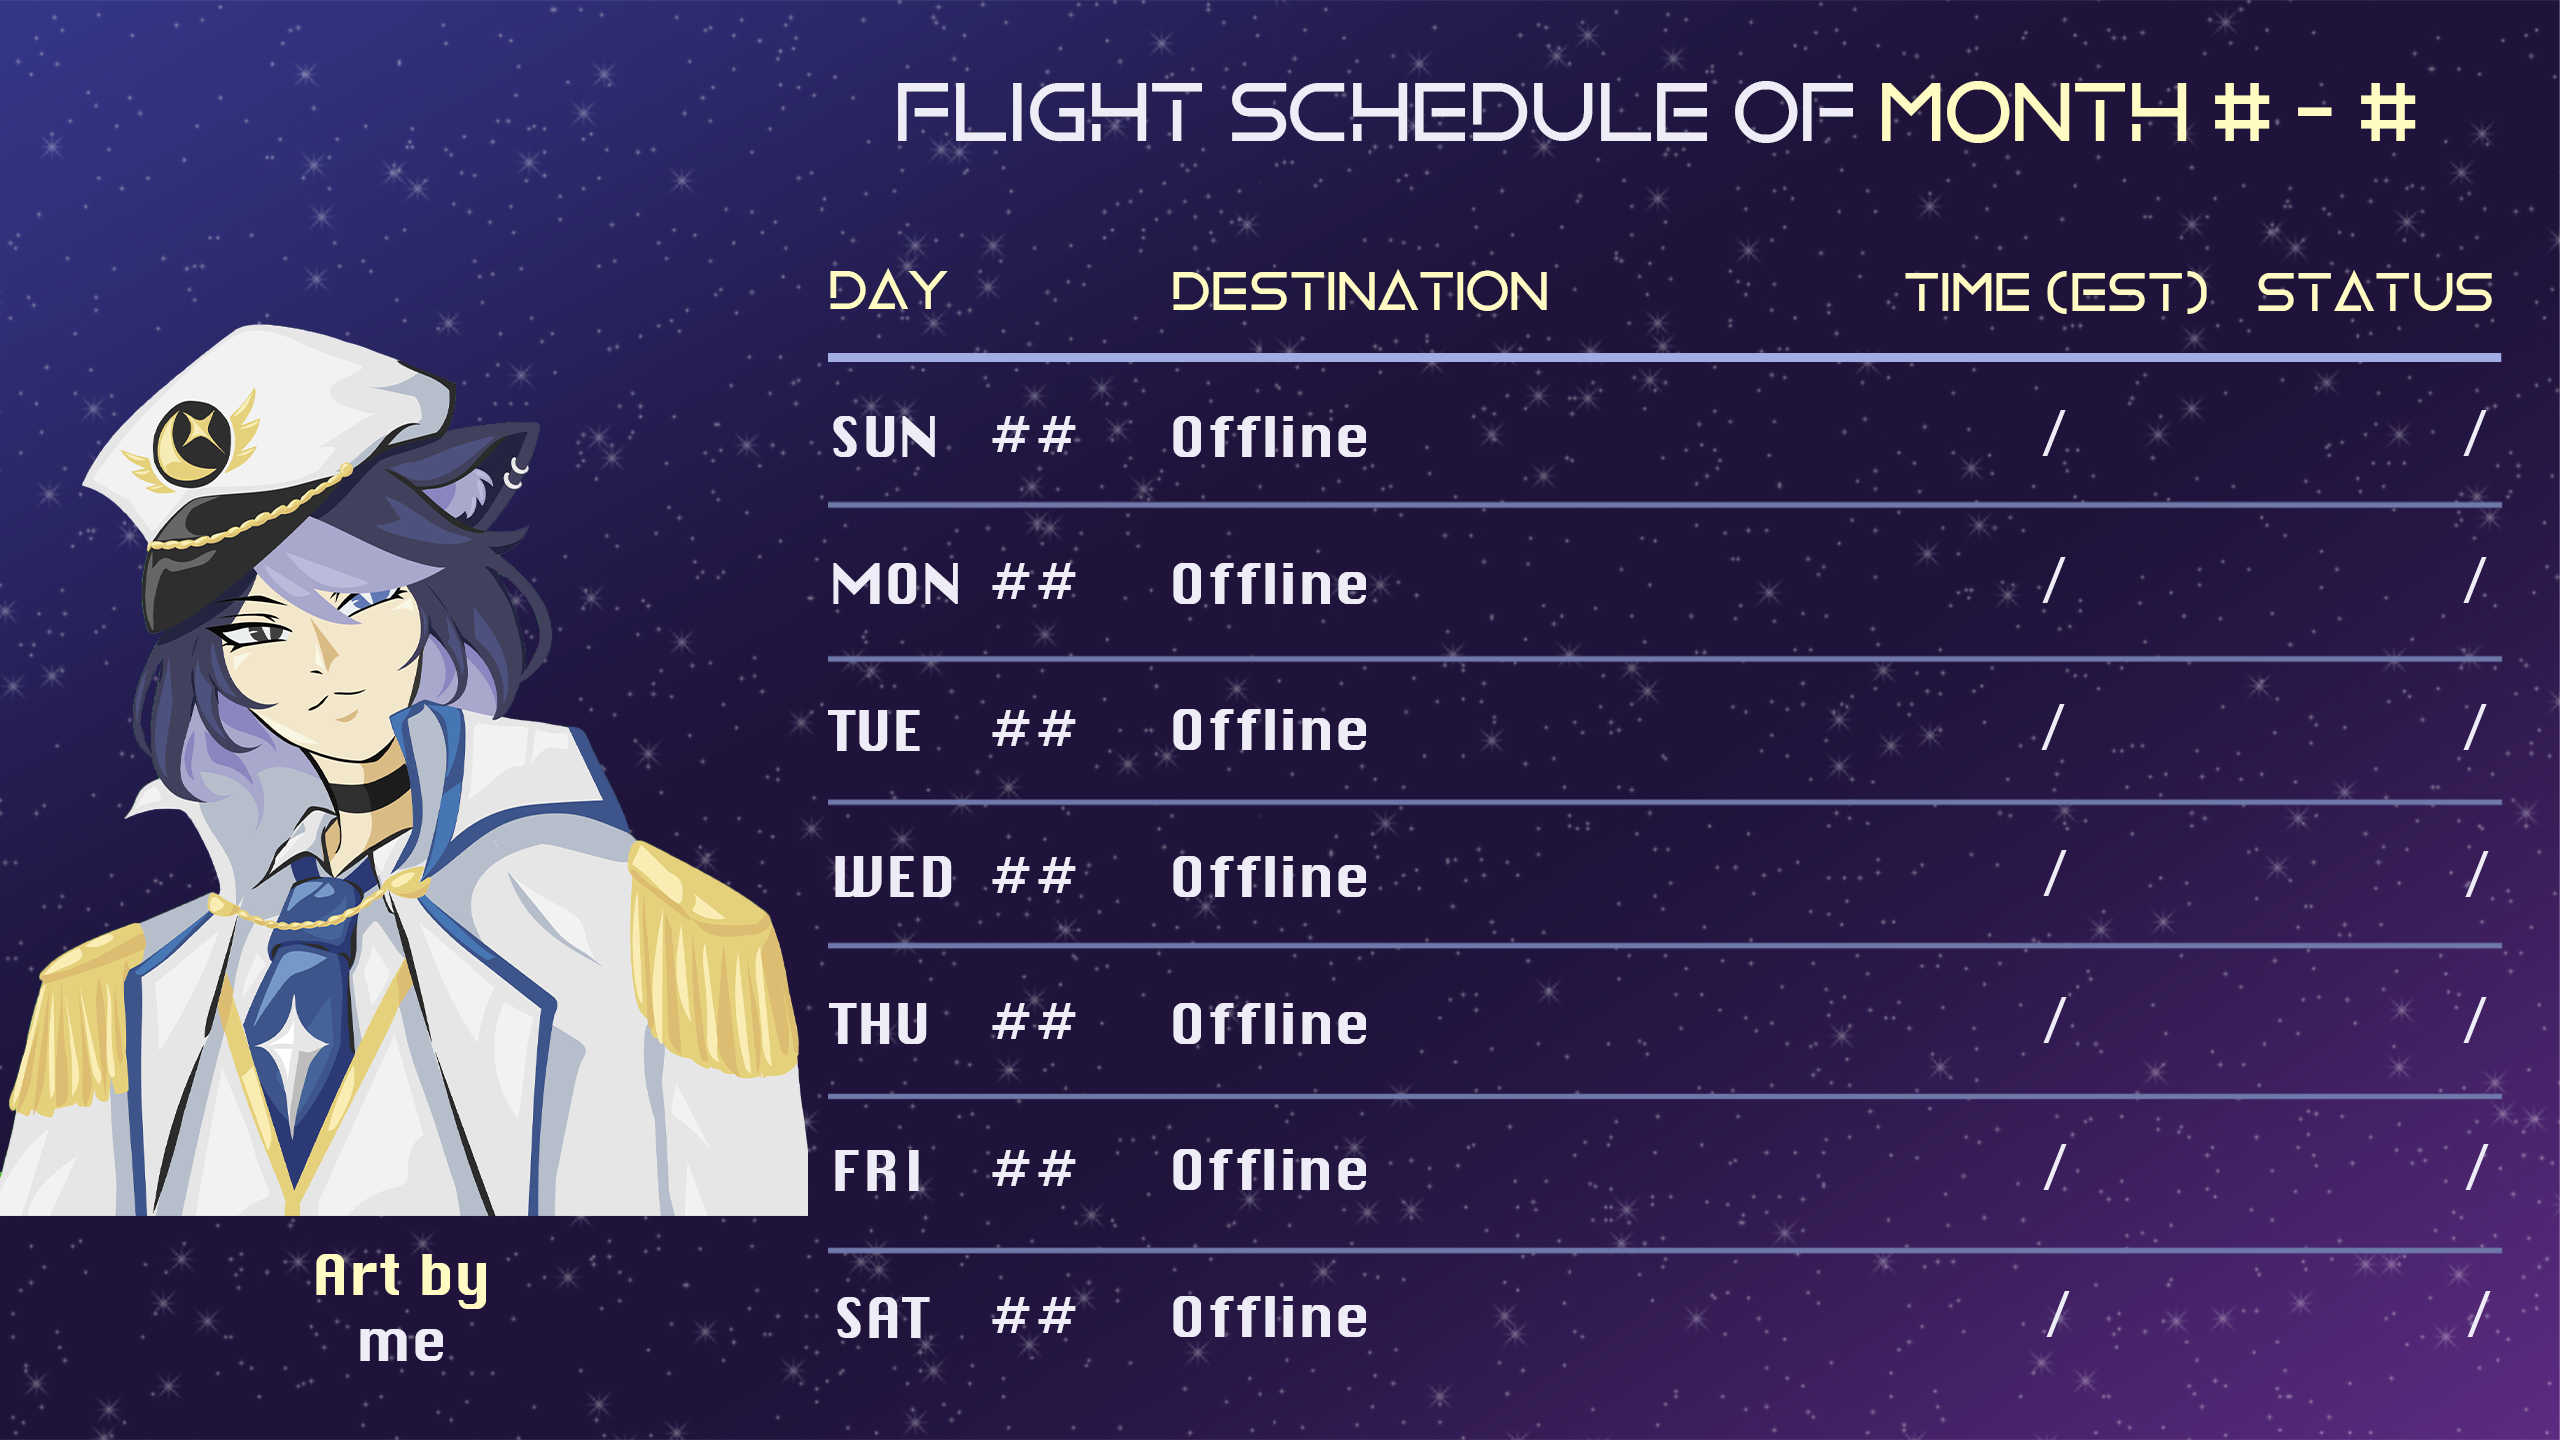 FLIGHT SCHEDULE OF MONTH # - #
DAY DESTINATION TIME (EST) STATUS
SUN ## Offline / /
MON ## Offline / /
TUE ## Offline / /
WED ## Offline / /
THU ## Offline / /
FRI ## Offline / /
SAT ## Offline / /
Art by
me